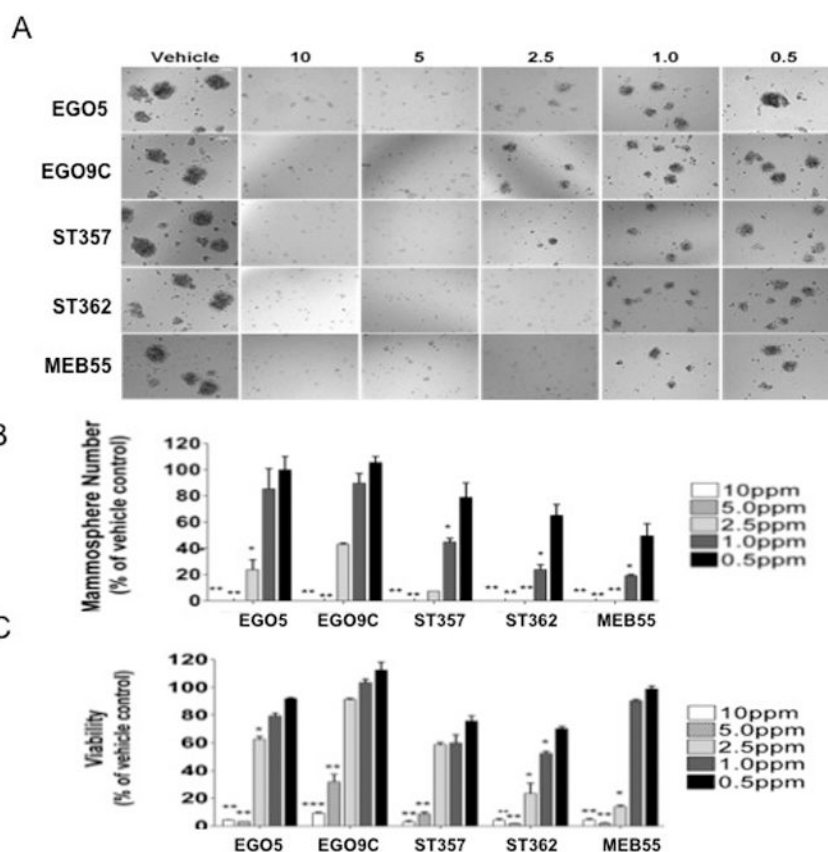 A
Vehicle 10 5 2.5 1.0 0.5
EGO5
EGO9C
ST357
ST362
MEB55
B
Mammosphere Number
(% of vehicle control)
120
100
80
60
40
20
0
** ** * ** ** ** ** * ** ** ** * ** ** ** *
EGO5 EGO9C ST357 ST362 MEB55
10ppm
5.0ppm
2.5ppm
1.0ppm
0.5ppm
C
Viability
(% of vehicle control)
120
100
80
60
40
20
0
** ** * *** ** ** ** ** ** * * ** ** *
EGO5 EGO9C ST357 ST362 MEB55
10ppm
5.0ppm
2.5ppm
1.0ppm
0.5ppm